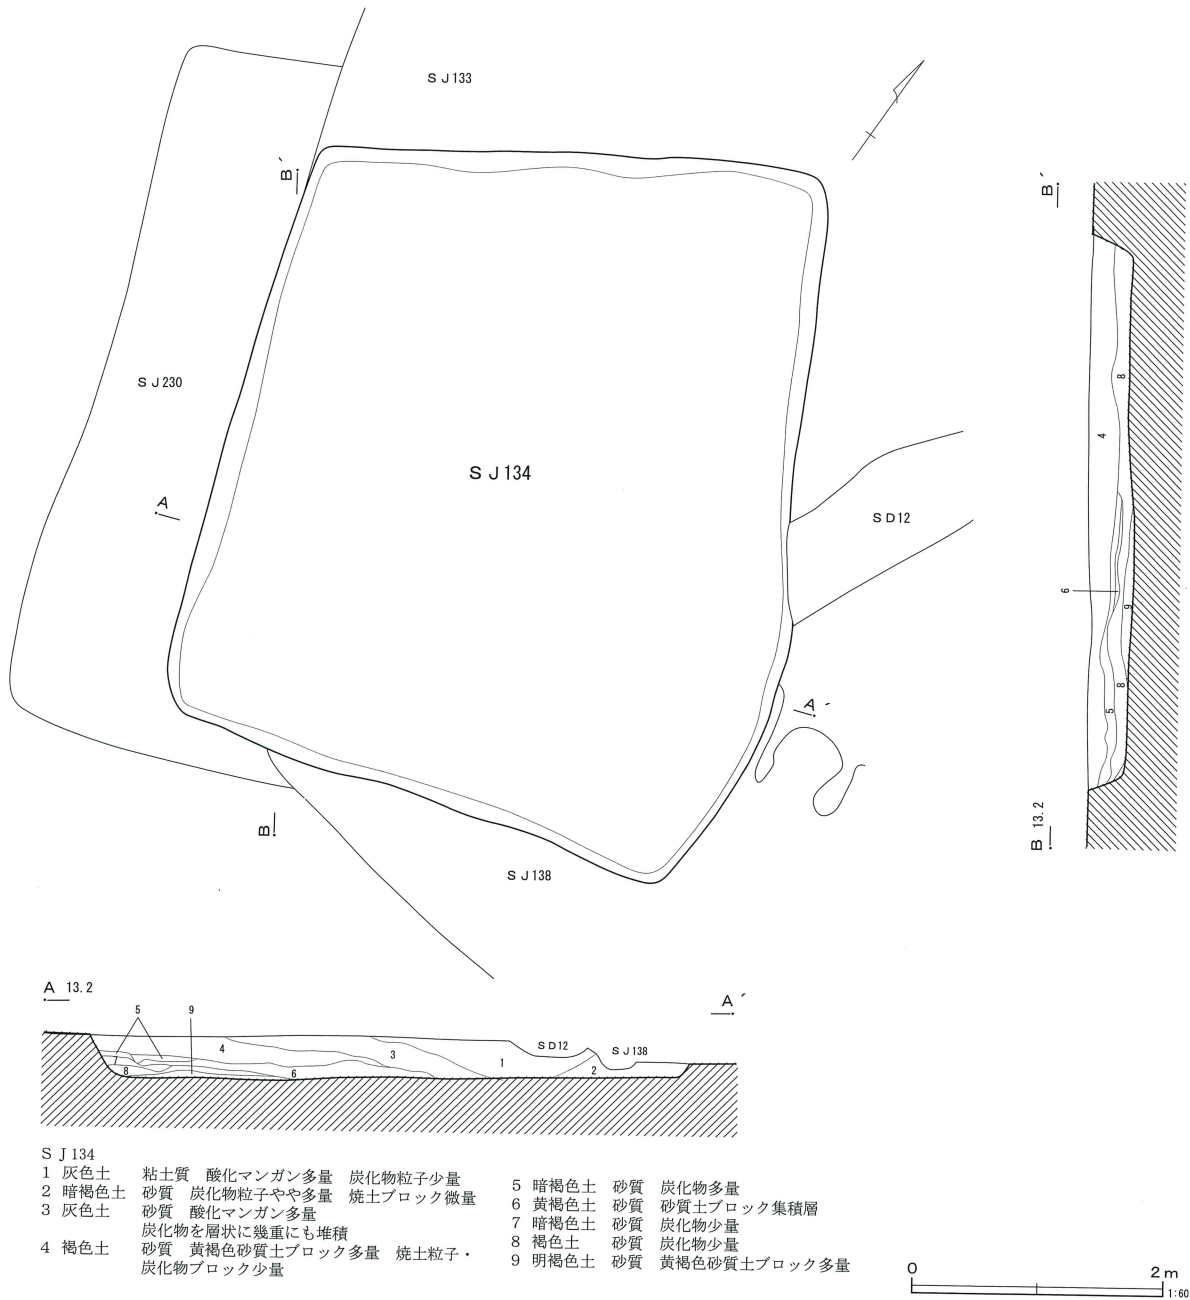 ＳＪ133
B´
B´
ＳＪ230
8
4
ＳＪ134
A
ＳＤ12
6
9
8
5
A´
B
B 13.2
ＳＪ138
A 13.2
A´
5
9
ＳＤ12
ＳＪ138
4
3
1
2
7
8
6
ＳＪ134
1 灰色土 粘土質 酸化マンガン多量 炭化物粒子少量
2 暗褐色土 砂質 炭化物粒子やや多量 焼土ブロック微量
3 灰色土 砂質 酸化マンガン多量
炭化物を層状に幾重にも堆積
4 褐色土 砂質 黄褐色砂質土ブロック多量 焼土粒子・
炭化物ブロック少量
5 暗褐色土 砂質 炭化物多量
6 黄褐色土 砂質 砂質土ブロック集積層
7 暗褐色土 砂質 炭化物少量
8 褐色土 砂質 炭化物少量
9 明褐色土 砂質 黄褐色砂質土ブロック多量
0 2m
1:60